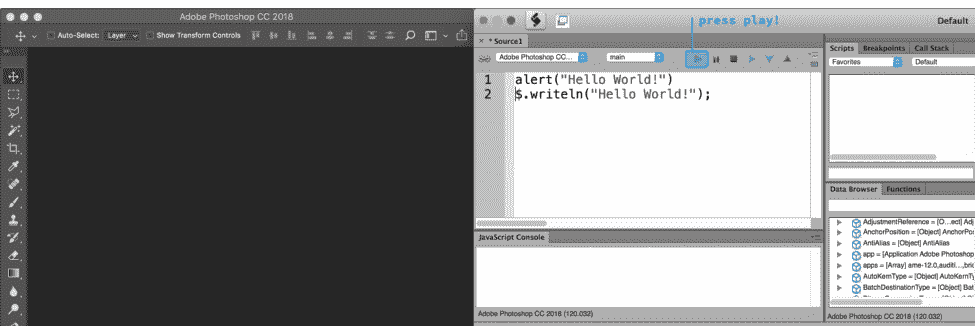 Adobe Photoshop CC 2018
Auto-Select:
Layer
Show Transform Controls
press play!
Default
× * Source1
Adobe Photoshop CC...
main
1 alert("Hello World!")
2 $.writeln("Hello World!");
JavaScript Console
Adobe Photoshop CC 2018 (120.032)
Scripts
Breakpoints
Call Stack
Favorites
Default
Data Browser
Functions
AdjustmentReference = [O...ect] Adj
AnchorPosition = [Object] AnchorPos
AntiAlias = [Object] AntiAlias
app = [Application Adobe Photoshop
apps = [Array] ame-12.0,auditi...,bric
AutoKernType = [Object] AutoKernTy
BatchDestinationType = [Object] Bat
Adobe Photoshop CC 2018 (120.032)